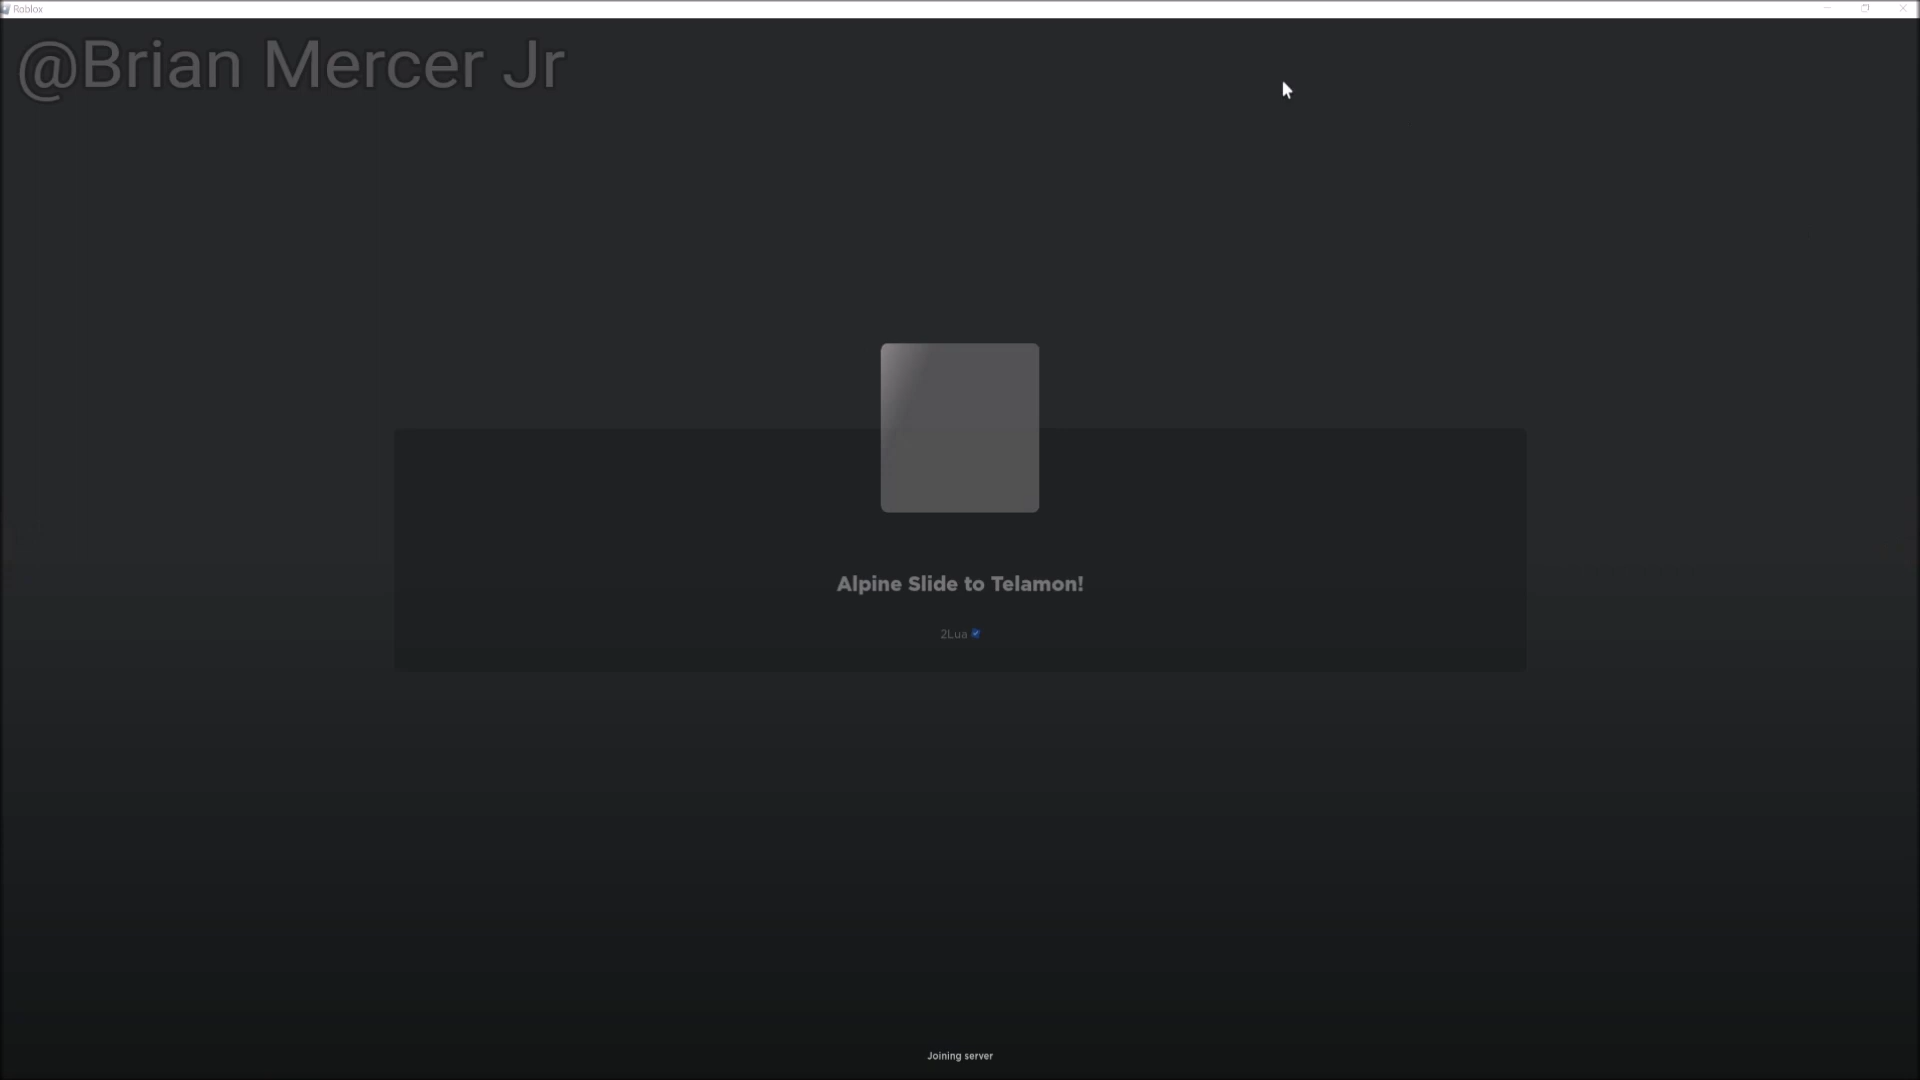 Roblox
@Brian Mercer Jr
Alpine Slide to Telamon!
2Lua
Joining server